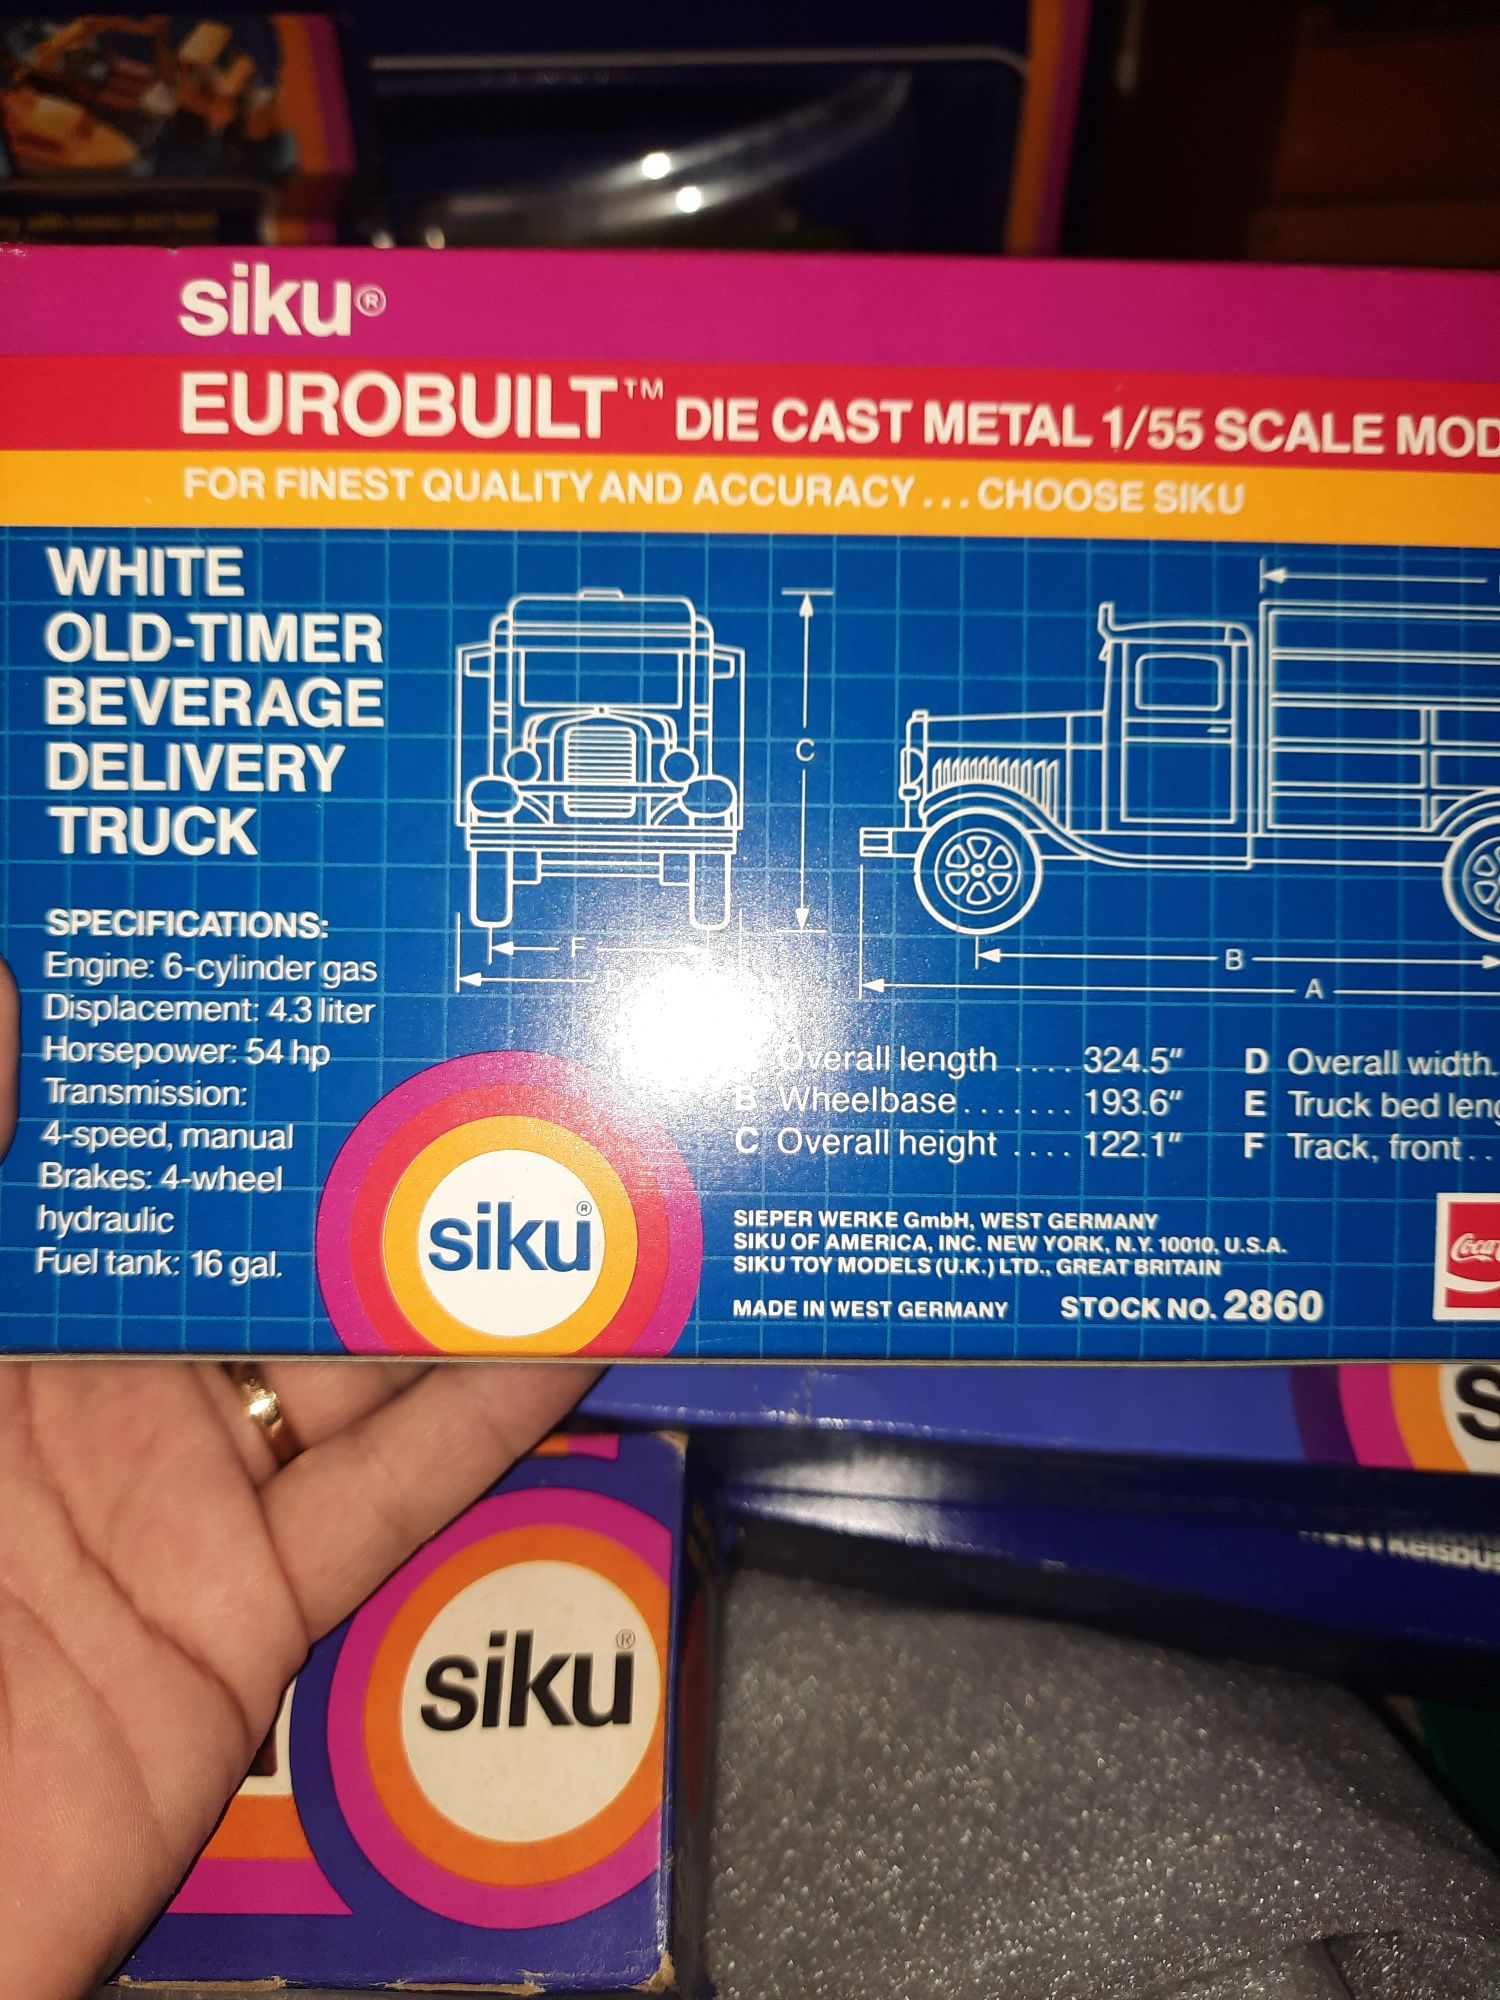 siku®
EUROBUILT™ DIE CAST METAL 1/55 SCALE MOD
FOR FINEST QUALITY AND ACCURACY...CHOOSE SIKU
WHITE
OLD-TIMER
BEVERAGE
DELIVERY
TRUCK
SPECIFICATIONS:
Engine: 6-cylinder gas
Displacement: 4.3 liter
Horsepower: 54 hp
Transmission:
4-speed, manual
Brakes: 4-wheel
hydraulic
Fuel tank: 16 gal.
C
F
B
A
Overall length .... 324.5"
B Wheelbase....... 193.6"
C Overall height .... 122.1"
D Overall width.
E Truck bed leng
F Track, front..
siku®
SIEPER WERKE GmbH, WEST GERMANY
SIKU OF AMERICA, INC. NEW YORK, N.Y. 10010, U.S.A.
SIKU TOY MODELS (U.K.) LTD., GREAT BRITAIN
MADE IN WEST GERMANY STOCK NO. 2860
Coca
s
siku®